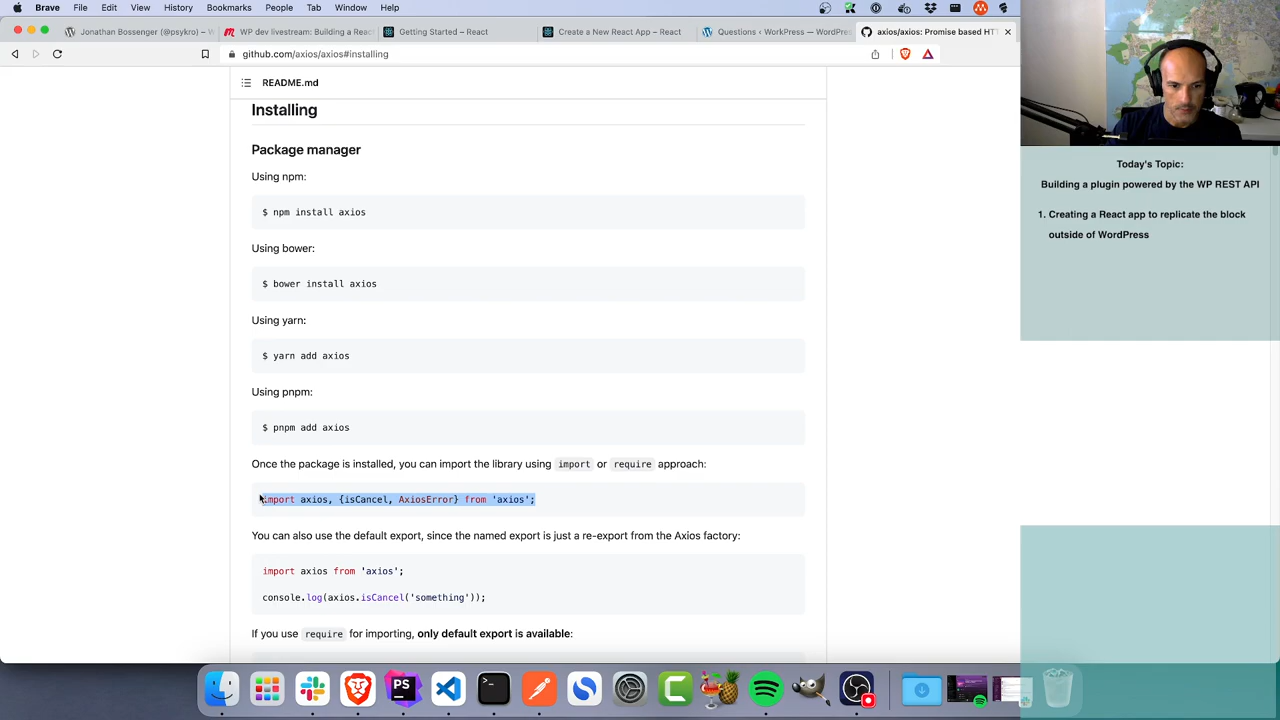 Brave File Edit View History Bookmarks People Tab Window Help
Jonathan Bossenger (@psykro) – W
WP dev livestream: Building a Reac
Getting Started – React
Create a New React App – React
Questions ‹ WorkPress — WordPres
axios/axios: Promise based HTT
github.com/axios/axios#installing
README.md
Installing
Package manager
Using npm:
$ npm install axios
Using bower:
$ bower install axios
Using yarn:
$ yarn add axios
Using pnpm:
$ pnpm add axios
Once the package is installed, you can import the library using import or require approach:
import axios, {isCancel, AxiosError} from 'axios';
You can also use the default export, since the named export is just a re-export from the Axios factory:
import axios from 'axios';
console.log(axios.isCancel('something'));
If you use require for importing, only default export is available:
Today's Topic:
Building a plugin powered by the WP REST API
1. Creating a React app to replicate the block
outside of WordPress
PS